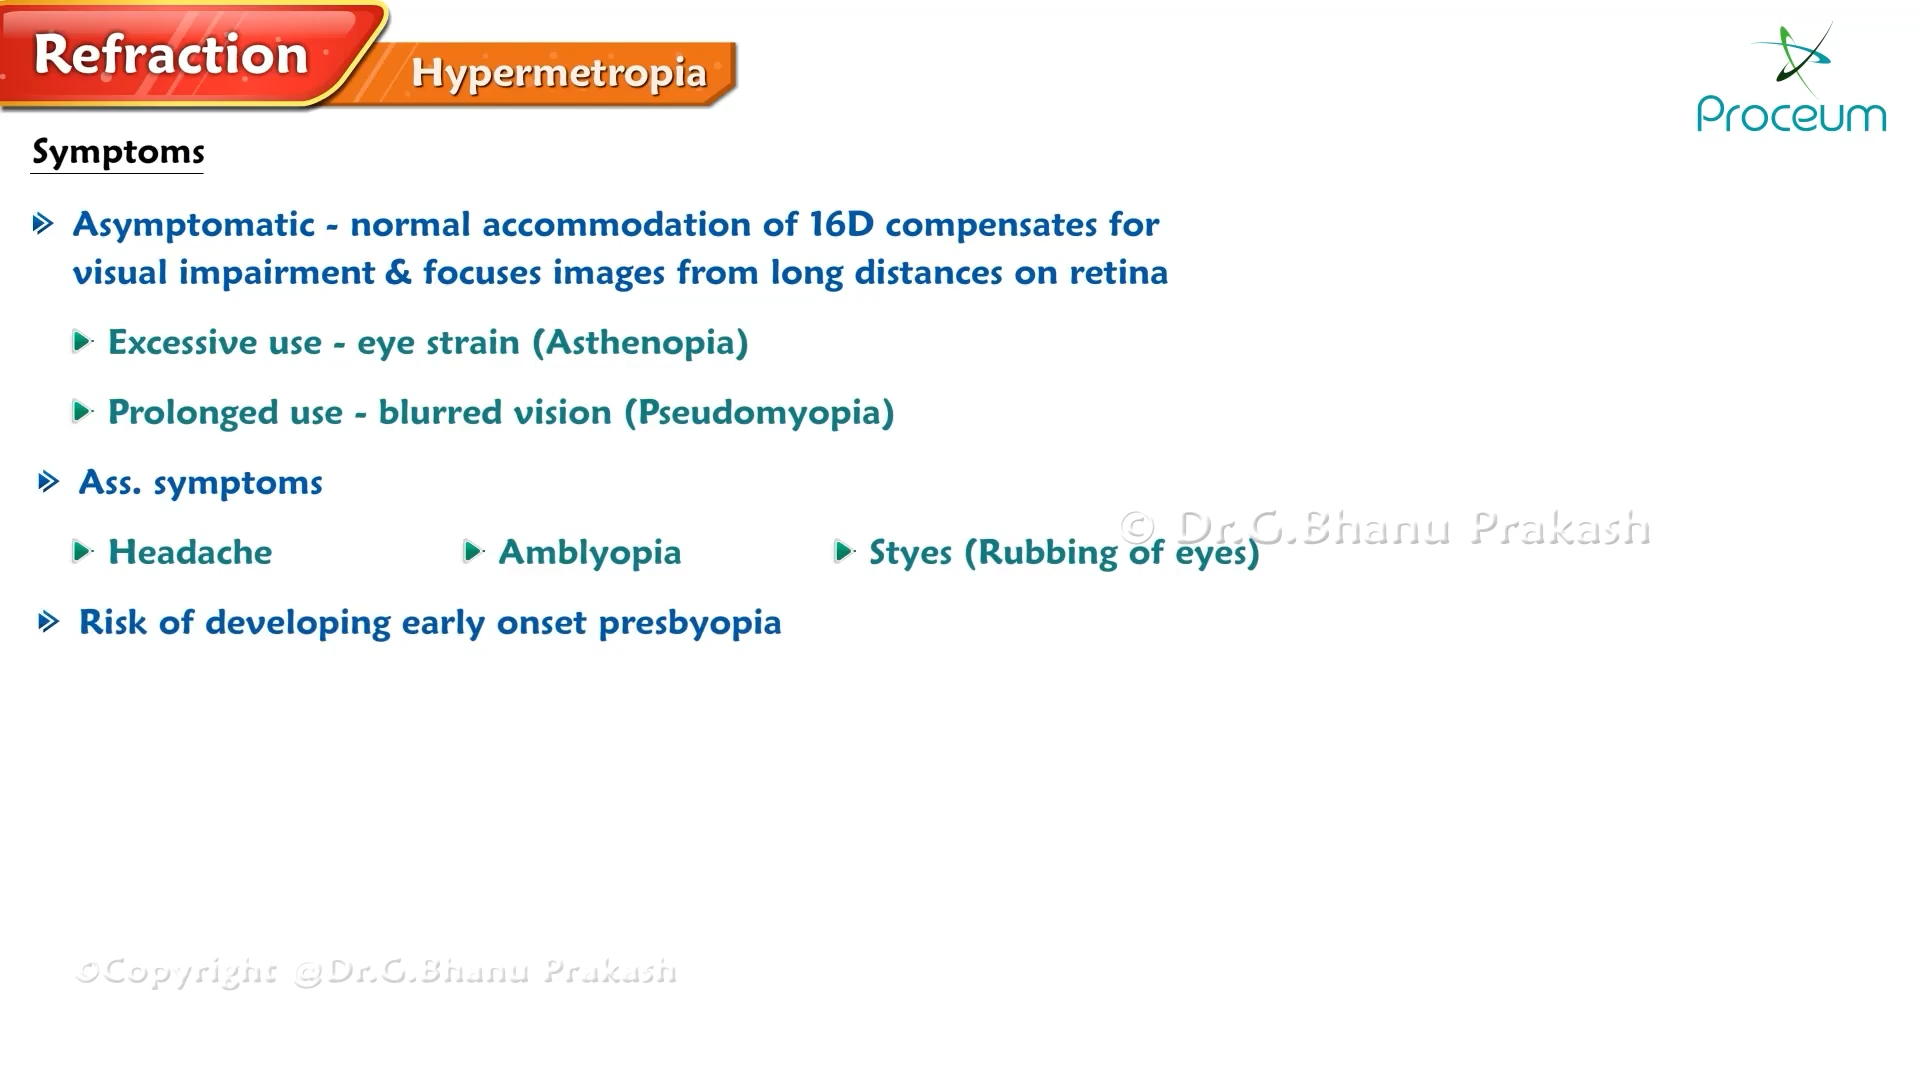 Refraction
Hypermetropia
Proceum
Symptoms
Asymptomatic - normal accommodation of 16D compensates for
visual impairment & focuses images from long distances on retina
Excessive use - eye strain (Asthenopia)
Prolonged use - blurred vision (Pseudomyopia)
Ass. symptoms
© Dr.G.Bhanu Prakash
Headache Amblyopia Styes (Rubbing of eyes)
Risk of developing early onset presbyopia
©Copyright @Dr.G.Bhanu Prakash